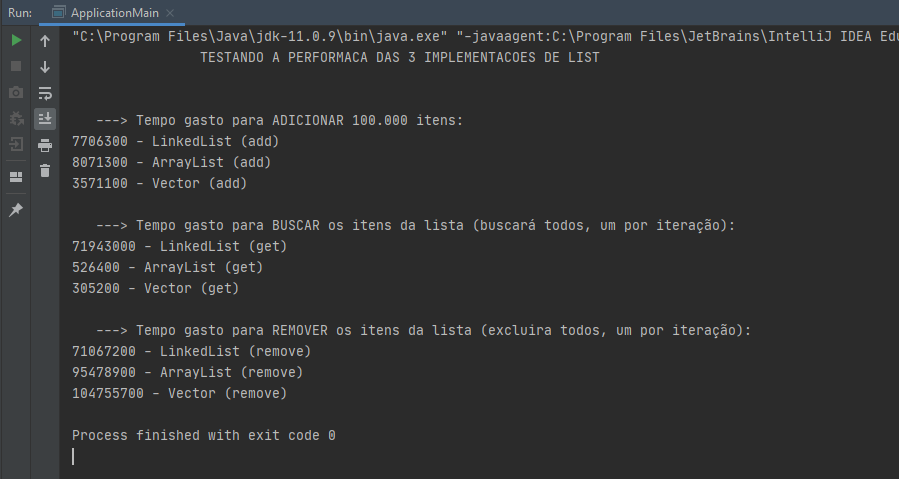 Run: ApplicationMain ×
"C:\Program Files\Java\jdk-11.0.9\bin\java.exe" "-javaagent:C:\Program Files\JetBrains\IntelliJ IDEA Edu
TESTANDO A PERFORMACA DAS 3 IMPLEMENTACOES DE LIST
---> Tempo gasto para ADICIONAR 100.000 itens:
7706300 - LinkedList (add)
8071300 - ArrayList (add)
3571100 - Vector (add)
---> Tempo gasto para BUSCAR os itens da lista (buscará todos, um por iteração):
71943000 - LinkedList (get)
526400 - ArrayList (get)
305200 - Vector (get)
---> Tempo gasto para REMOVER os itens da lista (excluira todos, um por iteração):
71067200 - LinkedList (remove)
95478900 - ArrayList (remove)
104755700 - Vector (remove)
Process finished with exit code 0